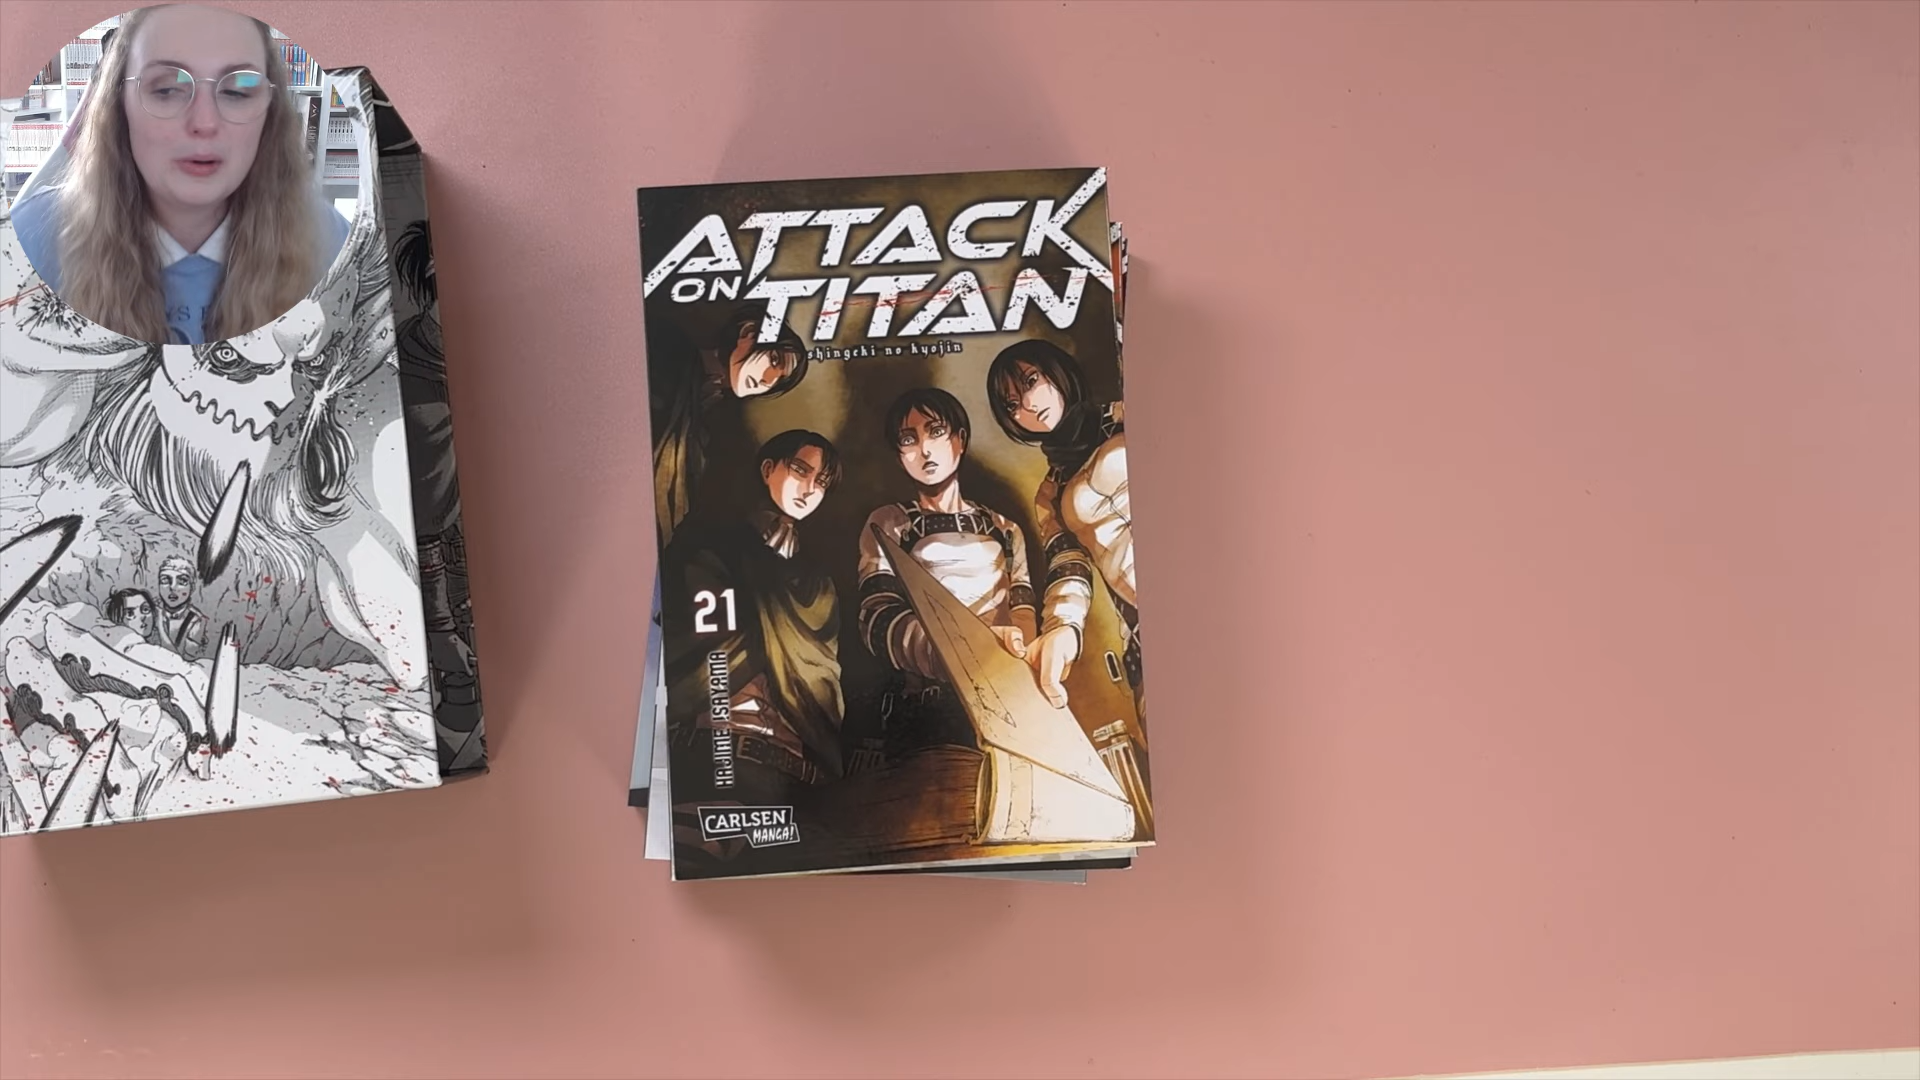 ATTACK
ON TITAN
shingeki no kyojin
21
HAJIME ISAYAMA
CARLSEN
MANGA!